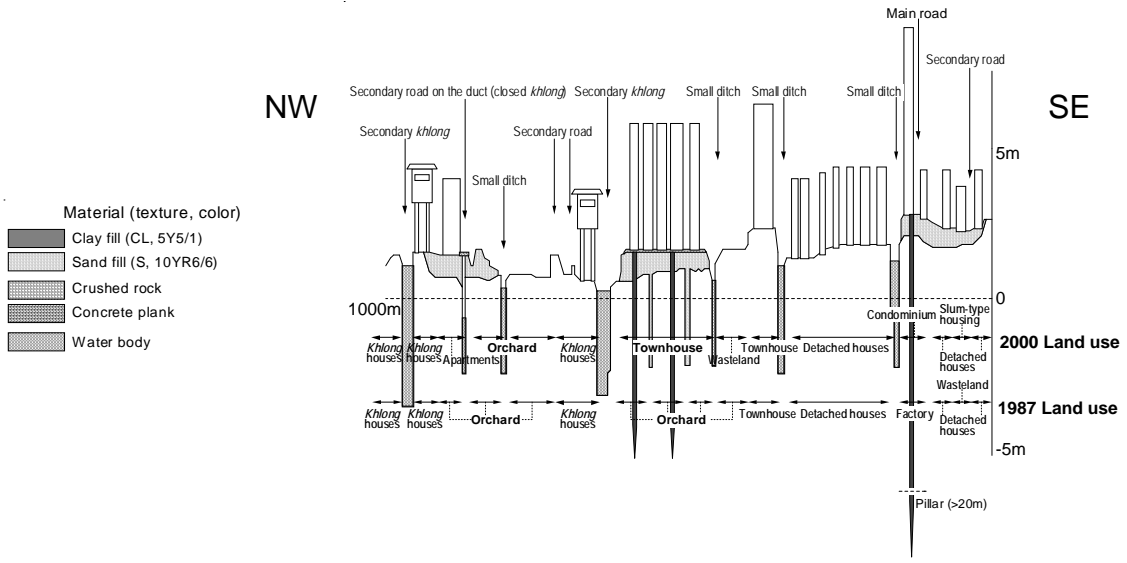 Main road
Secondary road
NW
Secondary road on the duct (closed khlong)
Secondary khlong
Small ditch
Small ditch
Small ditch
SE
Secondary khlong
Secondary road
Small ditch
5m
Material (texture, color)
Clay fill (CL, 5Y5/1)
Sand fill (S, 10YR6/6)
Crushed rock
Concrete plank
Water body
1000m
0
Condominium
Slum-type
housing
Khlong
houses
Khlong
houses
Apartments
Orchard
Khlong
houses
Townhouse
Wasteland
Townhouse
Detached houses
Detached
houses
2000 Land use
Wasteland
Khlong
houses
Khlong
houses
Orchard
Khlong
houses
Orchard
Townhouse
Detached houses
Factory
Detached
houses
1987 Land use
-5m
Pillar (>20m)